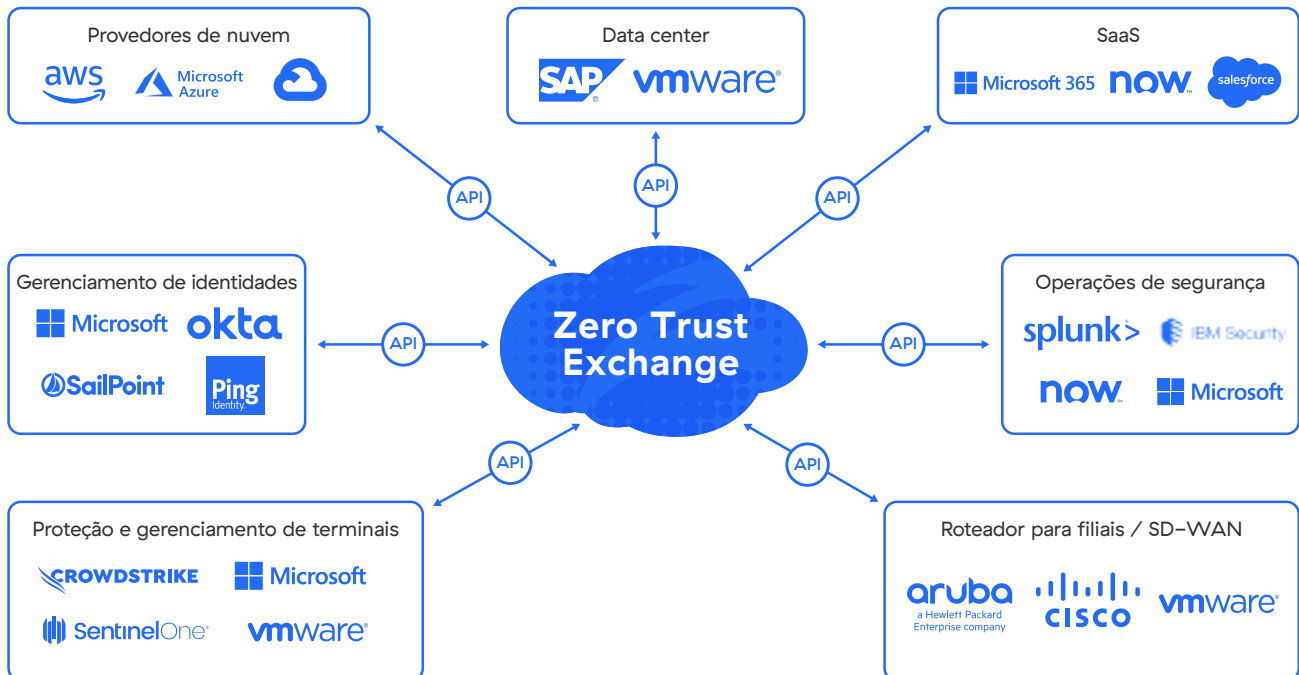 Provedores de nuvem
aws
Microsoft
Azure
Data center
SAP
vmware®
SaaS
Microsoft 365
now™
salesforce
API
API
API
Gerenciamento de identidades
Microsoft
okta
SailPoint
Ping
Identity
API
Zero Trust
Exchange
API
Operações de segurança
splunk>
IBM Security
now™
Microsoft
API
API
Proteção e gerenciamento de terminais
CROWDSTRIKE
Microsoft
SentinelOne®
vmware®
Roteador para filiais / SD-WAN
aruba
a Hewlett Packard
Enterprise company
CISCO
vmware®